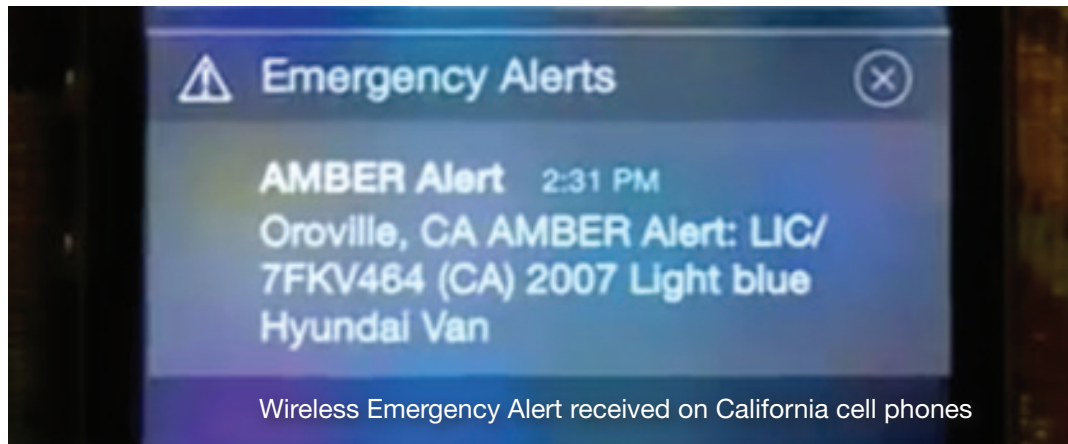 Emergency Alerts
AMBER Alert 2:31 PM
Oroville, CA AMBER Alert: LIC/
7FKV464 (CA) 2007 Light blue
Hyundai Van
Wireless Emergency Alert received on California cell phones